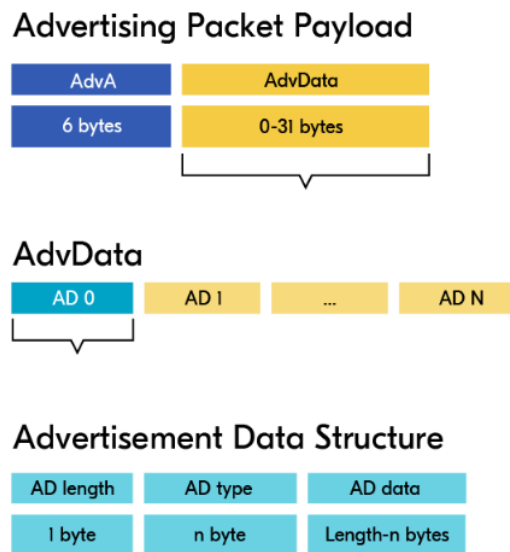 Advertising Packet Payload
AdvA AdvData
6 bytes 0-31 bytes
AdvData
AD 0 AD 1 ... AD N
Advertisement Data Structure
AD length AD type AD data
1 byte n byte Length-n bytes